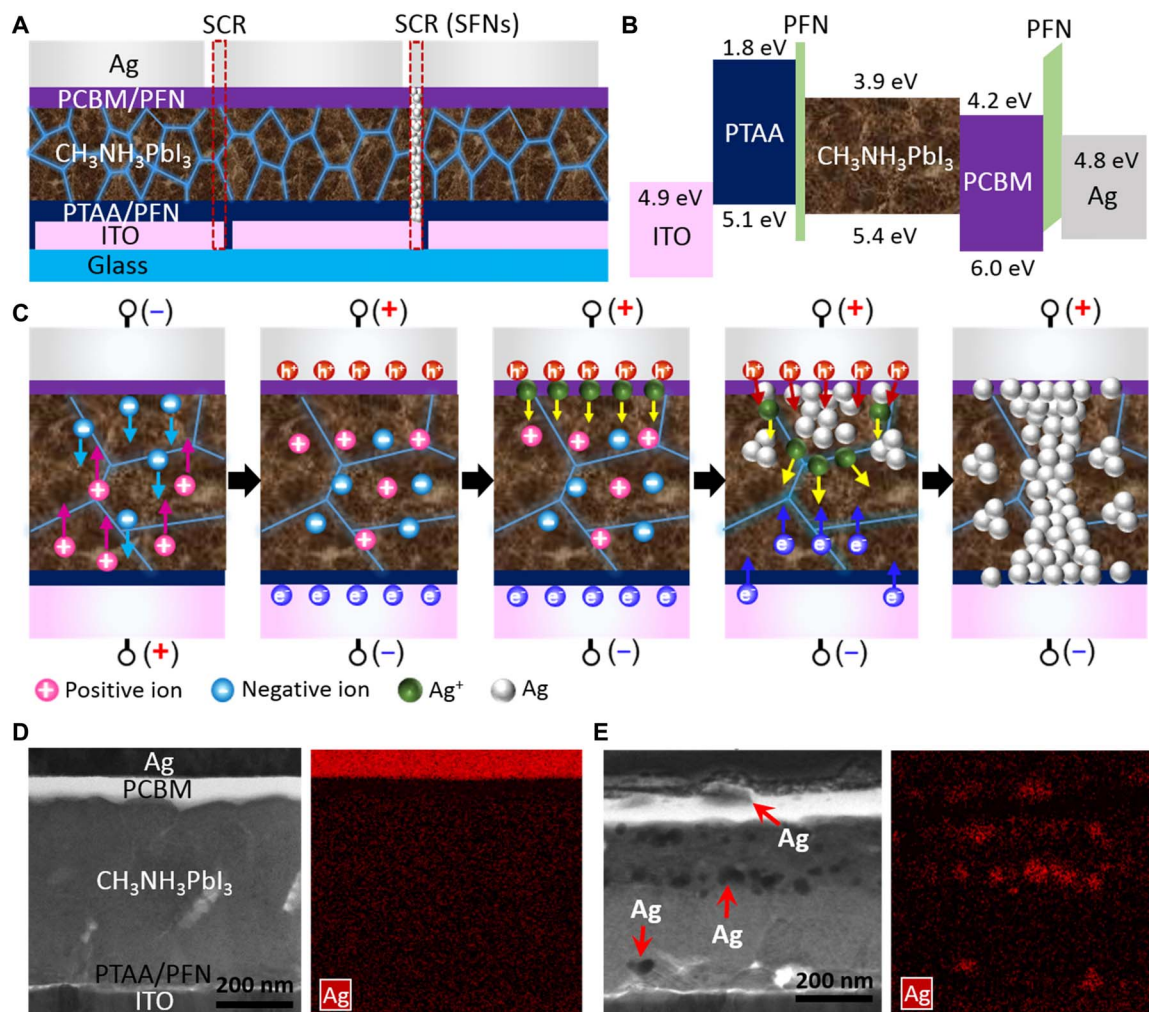 A
SCR
SCR (SFNs)
Ag
PCBM/PFN
CH₃NH₃PbI₃
PTAA/PFN
ITO
Glass
B
PFN
PFN
1.8 eV
3.9 eV
4.2 eV
PTAA
CH₃NH₃PbI₃
PCBM
4.8 eV
Ag
4.9 eV
ITO
5.1 eV
5.4 eV
6.0 eV
C
(−)
(+)
(+)
(+)
(+)
h⁺ h⁺ h⁺ h⁺ h⁺
h⁺ h⁺ h⁺ h⁺ h⁺
h⁺ h⁺ h⁺ h⁺ h⁺
e⁻ e⁻ e⁻
e⁻ e⁻
e⁻ e⁻ e⁻ e⁻ e⁻
e⁻ e⁻ e⁻ e⁻ e⁻
(+)
(−)
(−)
(−)
(−)
+ Positive ion
− Negative ion
Ag⁺
Ag
D
Ag
PCBM
CH₃NH₃PbI₃
PTAA/PFN
ITO
200 nm
Ag
E
Ag
Ag
Ag
200 nm
Ag